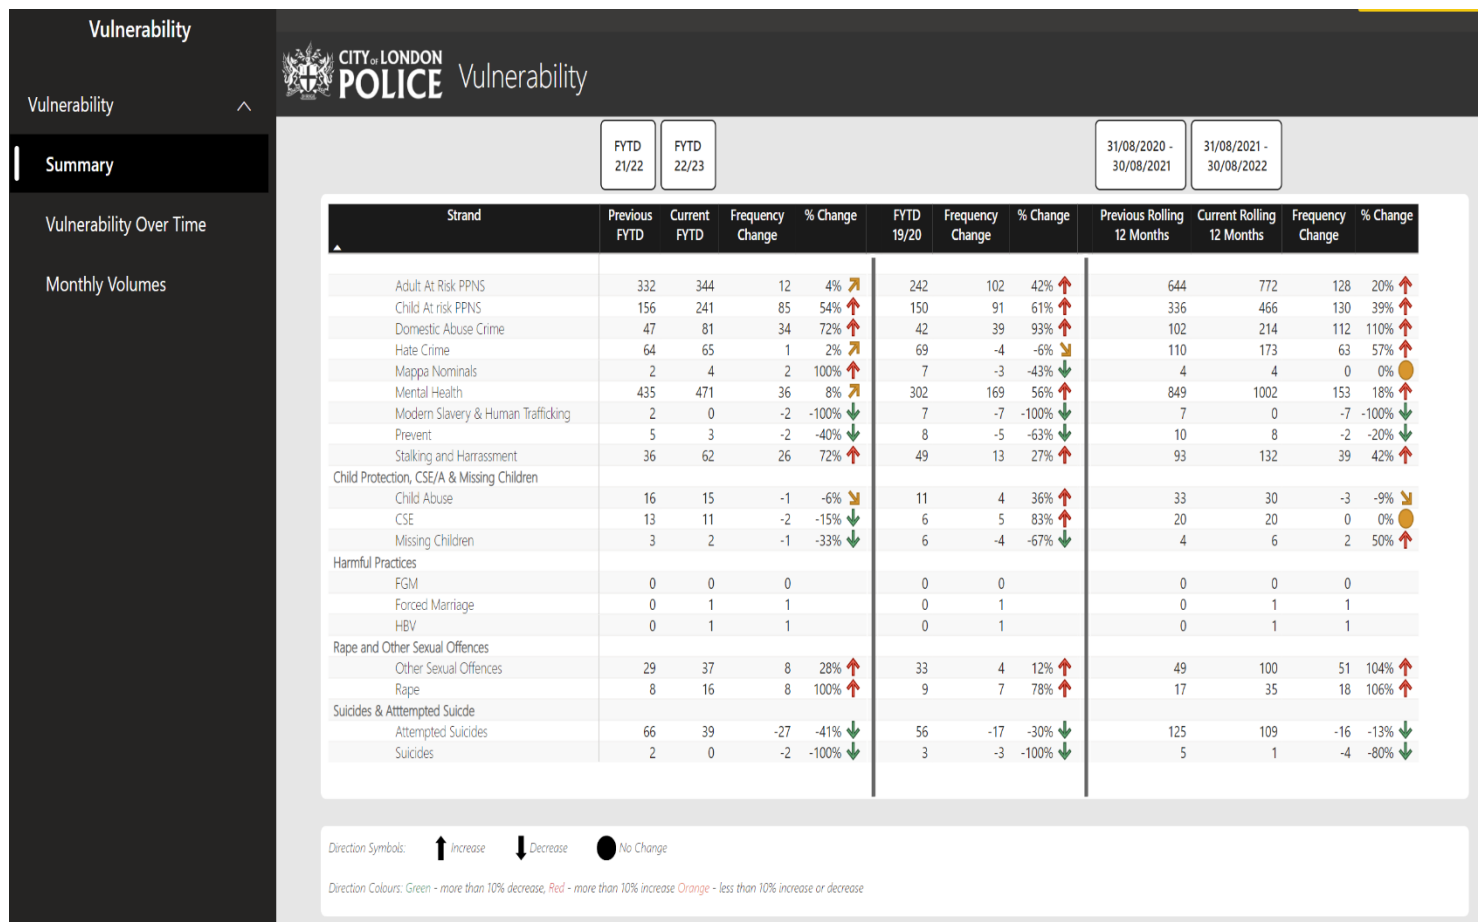 Vulnerability
Vulnerability
Summary
Vulnerability Over Time
Monthly Volumes
CITY of LONDON
POLICE Vulnerability
FYTD 21/22 FYTD 22/23 31/08/2020 - 30/08/2021 31/08/2021 - 30/08/2022
Strand Previous FYTD Current FYTD Frequency Change % Change FYTD 19/20 Frequency Change % Change Previous Rolling 12 Months Current Rolling 12 Months Frequency Change % Change
Adult At Risk PPNS 332 344 12 4% 242 102 42% 644 772 128 20%
Child At risk PPNS 156 241 85 54% 150 91 61% 336 466 130 39%
Domestic Abuse Crime 47 81 34 72% 42 39 93% 102 214 112 110%
Hate Crime 64 65 1 2% 69 -4 -6% 110 173 63 57%
Mappa Nominals 2 4 2 100% 7 -3 -43% 4 4 0 0%
Mental Health 435 471 36 8% 302 169 56% 849 1002 153 18%
Modern Slavery & Human Trafficking 2 0 -2 -100% 7 -7 -100% 7 0 -7 -100%
Prevent 5 3 -2 -40% 8 -5 -63% 10 8 -2 -20%
Stalking and Harrassment 36 62 26 72% 49 13 27% 93 132 39 42%
Child Protection, CSE/A & Missing Children
Child Abuse 16 15 -1 -6% 11 4 36% 33 30 -3 -9%
CSE 13 11 -2 -15% 6 5 83% 20 20 0 0%
Missing Children 3 2 -1 -33% 6 -4 -67% 4 6 2 50%
Harmful Practices
FGM 0 0 0 0 0 0 0 0
Forced Marriage 0 1 1 0 1 0 1 1
HBV 0 1 1 0 1 0 1 1
Rape and Other Sexual Offences
Other Sexual Offences 29 37 8 28% 33 4 12% 49 100 51 104%
Rape 8 16 8 100% 9 7 78% 17 35 18 106%
Suicides & Atttempted Suicde
Attempted Suicides 66 39 -27 -41% 56 -17 -30% 125 109 -16 -13%
Suicides 2 0 -2 -100% 3 -3 -100% 5 1 -4 -80%
Direction Symbols: Increase Decrease No Change
Direction Colours: Green - more than 10% decrease, Red - more than 10% increase Orange - less than 10% increase or decrease